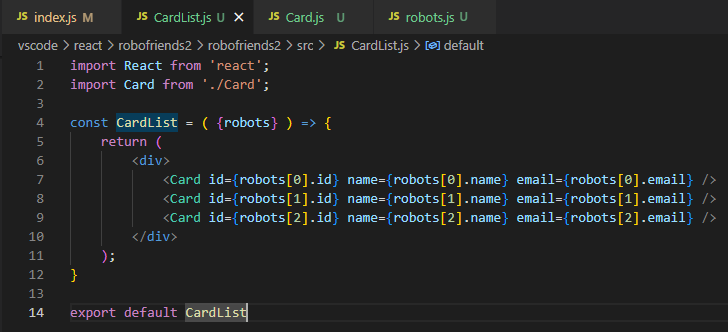 JS index.js M JS CardList.js U × JS Card.js U JS robots.js U
vscode > react > robofriends2 > robofriends2 > src > JS CardList.js > default
1 import React from 'react';
2 import Card from './Card';
3
4 const CardList = ( {robots} ) => {
5 return (
6 <div>
7 <Card id={robots[0].id} name={robots[0].name} email={robots[0].email} />
8 <Card id={robots[1].id} name={robots[1].name} email={robots[1].email} />
9 <Card id={robots[2].id} name={robots[2].name} email={robots[2].email} />
10 </div>
11 );
12 }
13
14 export default CardList